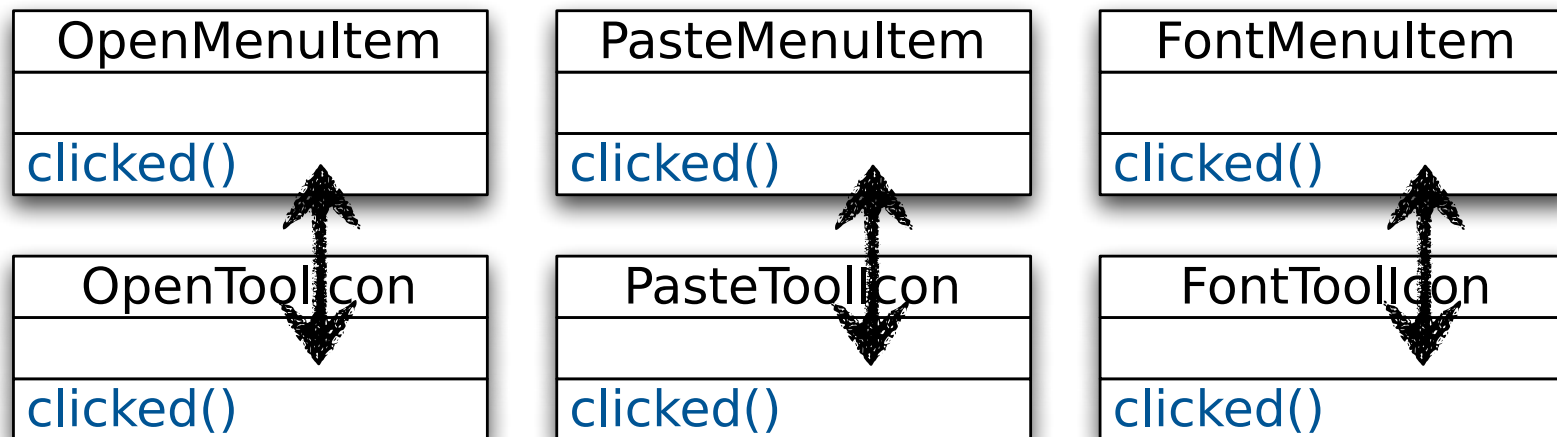 OpenMenuItem PasteMenuItem FontMenuItem
clicked() clicked() clicked()
OpenToolIcon PasteToolIcon FontToolIcon
clicked() clicked() clicked()